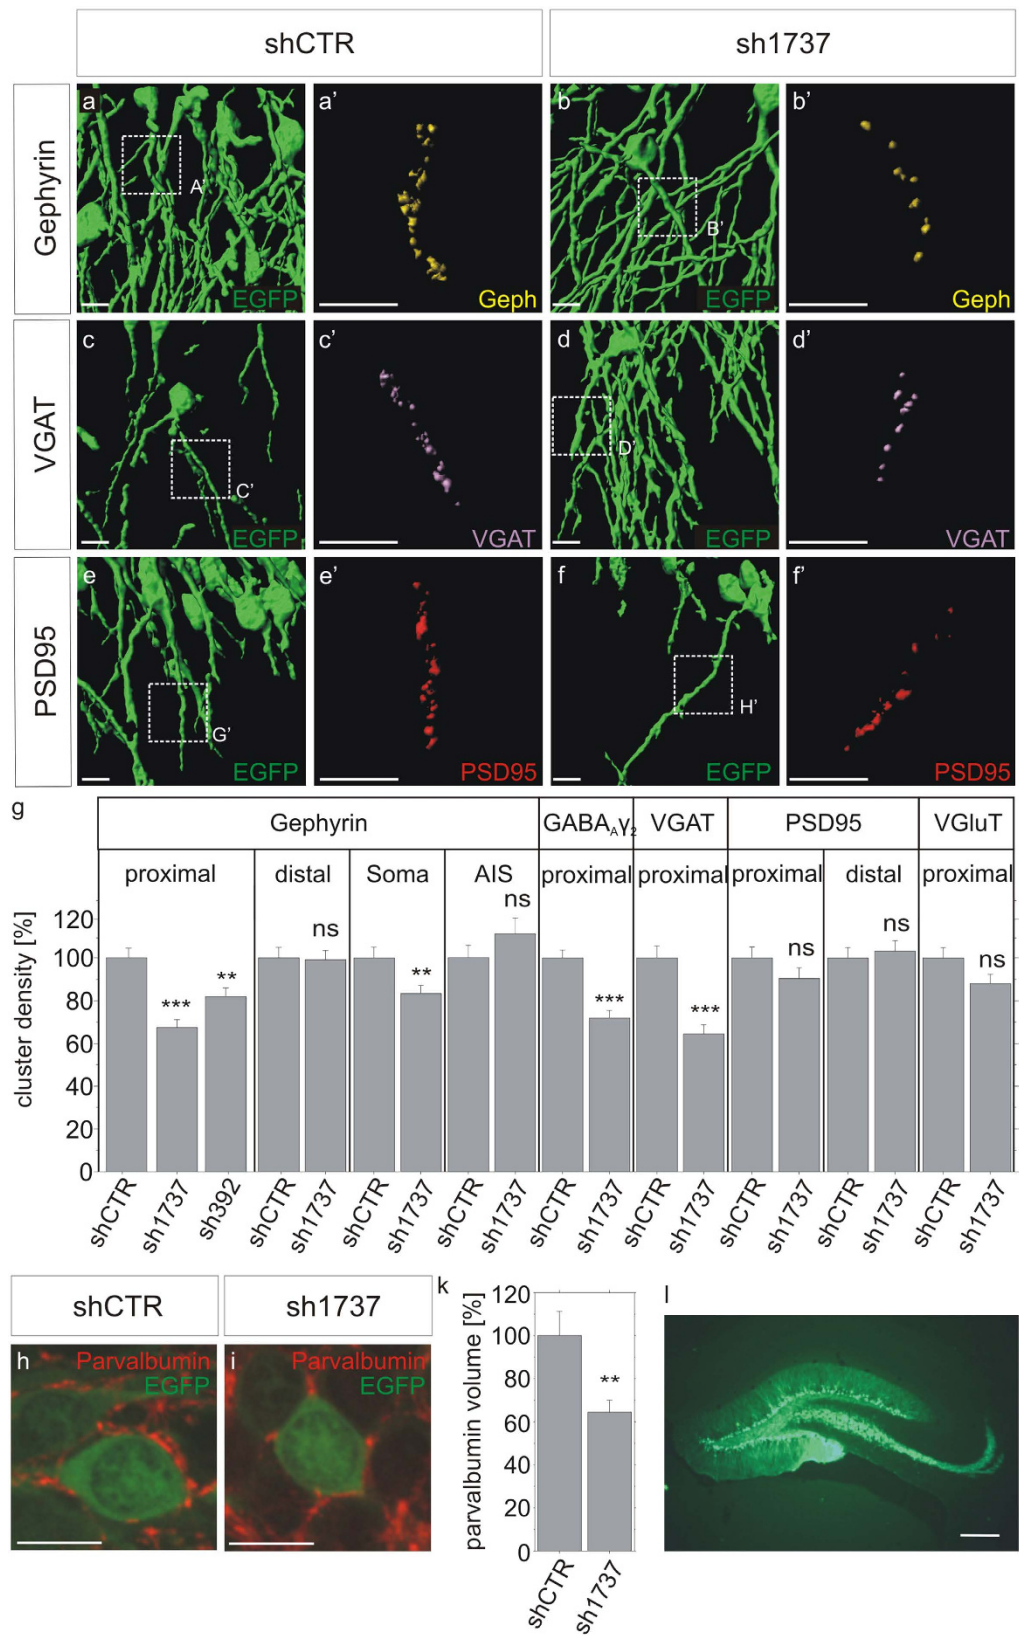 shCTR sh1737
Gephyrin
a A' EGFP
a' Geph
b B' EGFP
b' Geph
VGAT
c C' EGFP
c' VGAT
d D' EGFP
d' VGAT
PSD95
e G' EGFP
e' PSD95
f H' EGFP
f' PSD95
g
Gephyrin GABA_Aγ_2 VGAT PSD95 VGluT
proximal distal Soma AIS proximal proximal proximal distal proximal
cluster density [%]
120
100
80
60
40
20
0
*** ** ns ** ns *** *** ns ns ns
shCTR sh1737 sh392 shCTR sh1737 shCTR sh1737 shCTR sh1737 shCTR sh1737 shCTR sh1737 shCTR sh1737 shCTR sh1737 shCTR sh1737
shCTR sh1737
h Parvalbumin
EGFP
i Parvalbumin
EGFP
k
parvalbumin volume [%]
120
100
80
60
40
20
0
**
shCTR sh1737
l